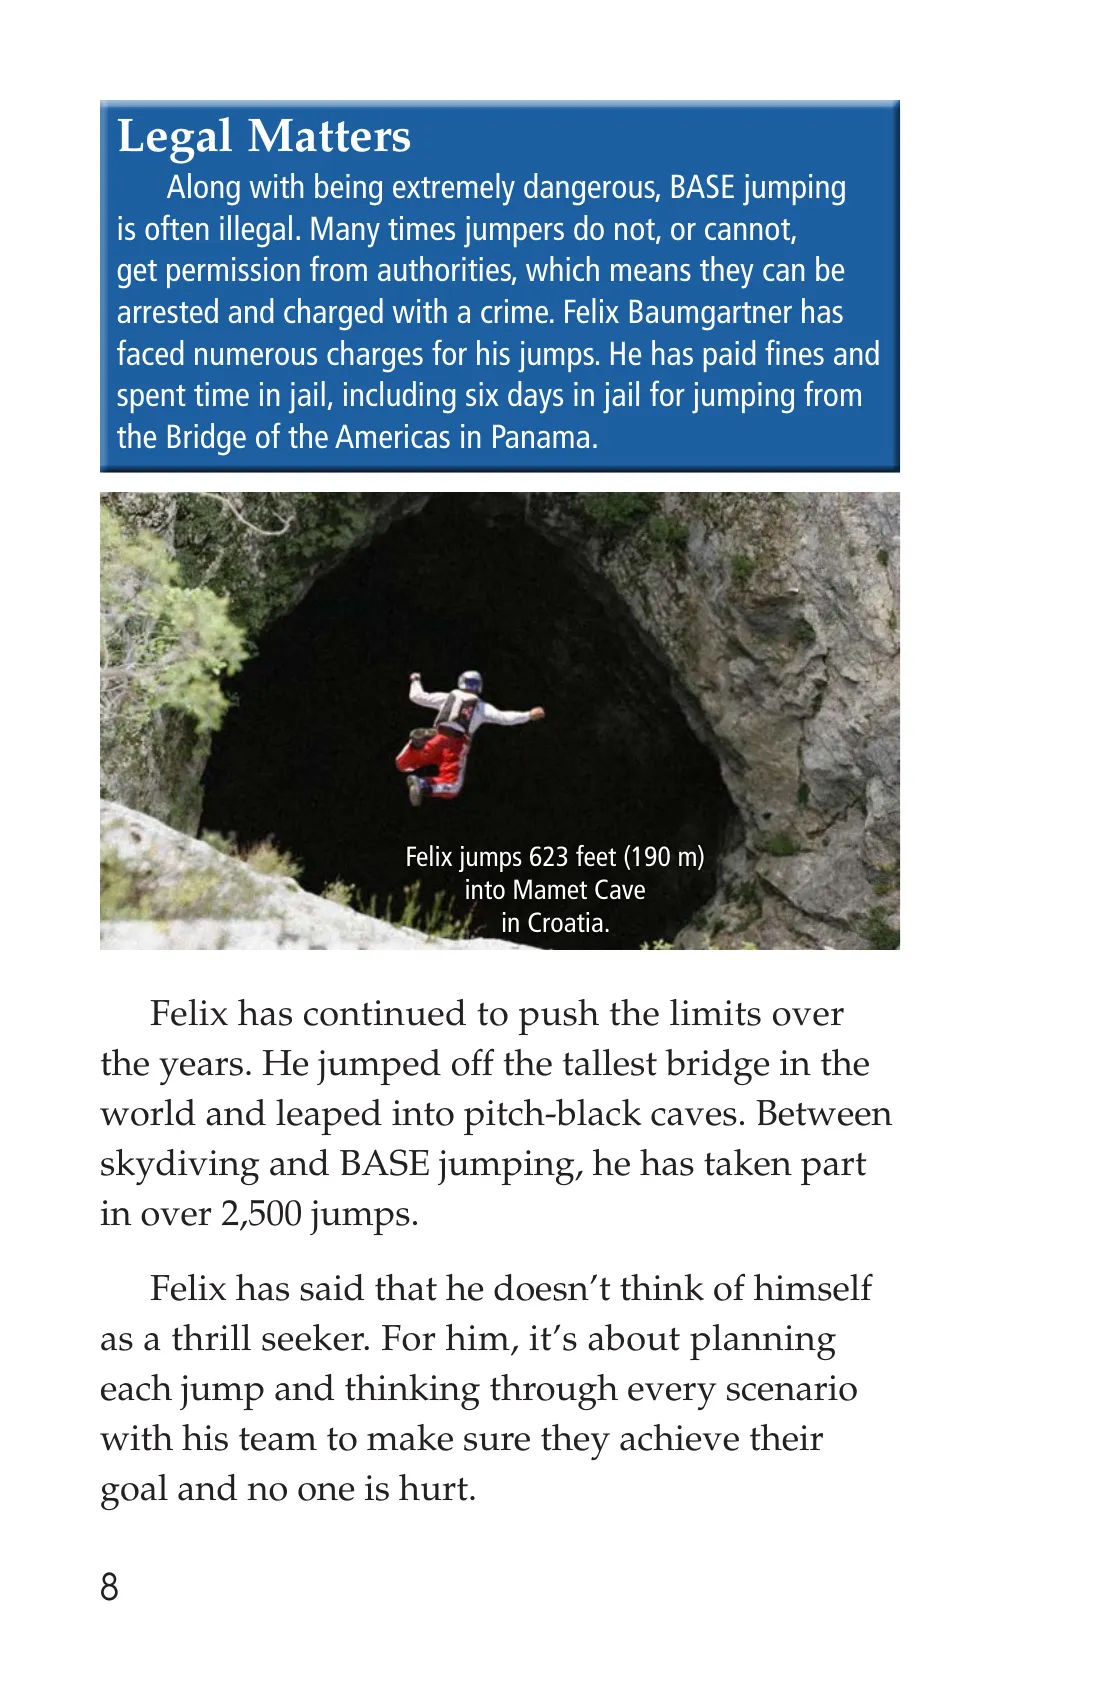 Legal Matters
Along with being extremely dangerous, BASE jumping
is often illegal. Many times jumpers do not, or cannot,
get permission from authorities, which means they can be
arrested and charged with a crime. Felix Baumgartner has
faced numerous charges for his jumps. He has paid fines and
spent time in jail, including six days in jail for jumping from
the Bridge of the Americas in Panama.
Felix jumps 623 feet (190 m)
into Mamet Cave
in Croatia.
Felix has continued to push the limits over
the years. He jumped off the tallest bridge in the
world and leaped into pitch-black caves. Between
skydiving and BASE jumping, he has taken part
in over 2,500 jumps.
Felix has said that he doesn’t think of himself
as a thrill seeker. For him, it’s about planning
each jump and thinking through every scenario
with his team to make sure they achieve their
goal and no one is hurt.
8